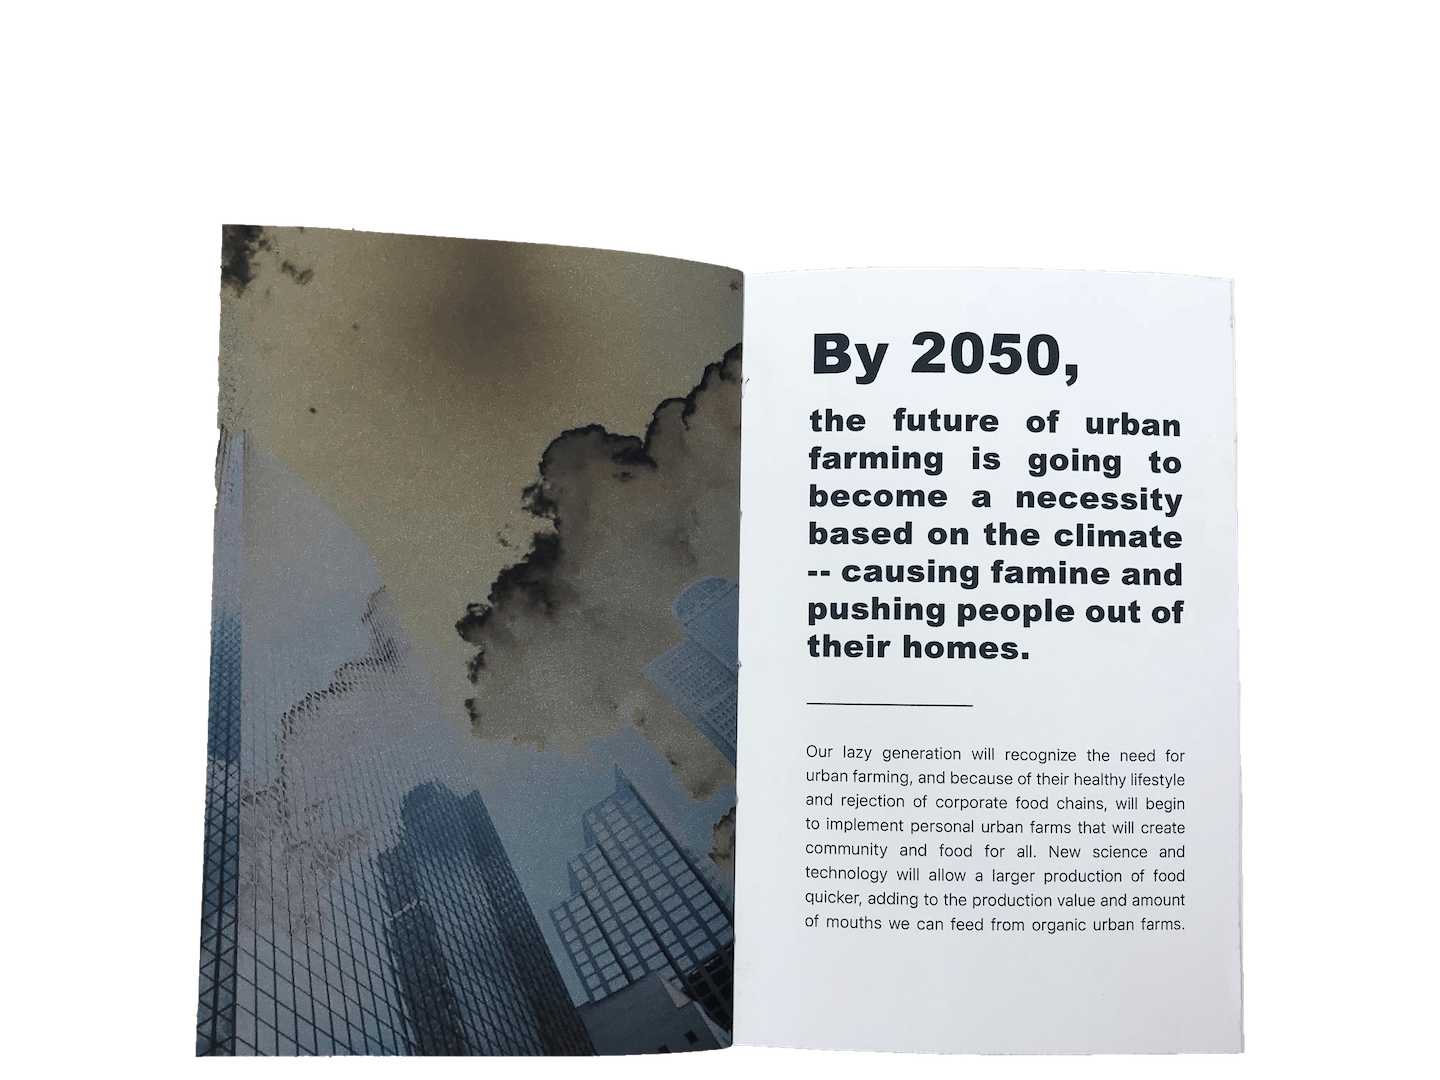 By 2050,
the future of urban
farming is going to
become a necessity
based on the climate
-- causing famine and
pushing people out of
their homes.
Our lazy generation will recognize the need for
urban farming, and because of their healthy lifestyle
and rejection of corporate food chains, will begin
to implement personal urban farms that will create
community and food for all. New science and
technology will allow a larger production of food
quicker, adding to the production value and amount
of mouths we can feed from organic urban farms.